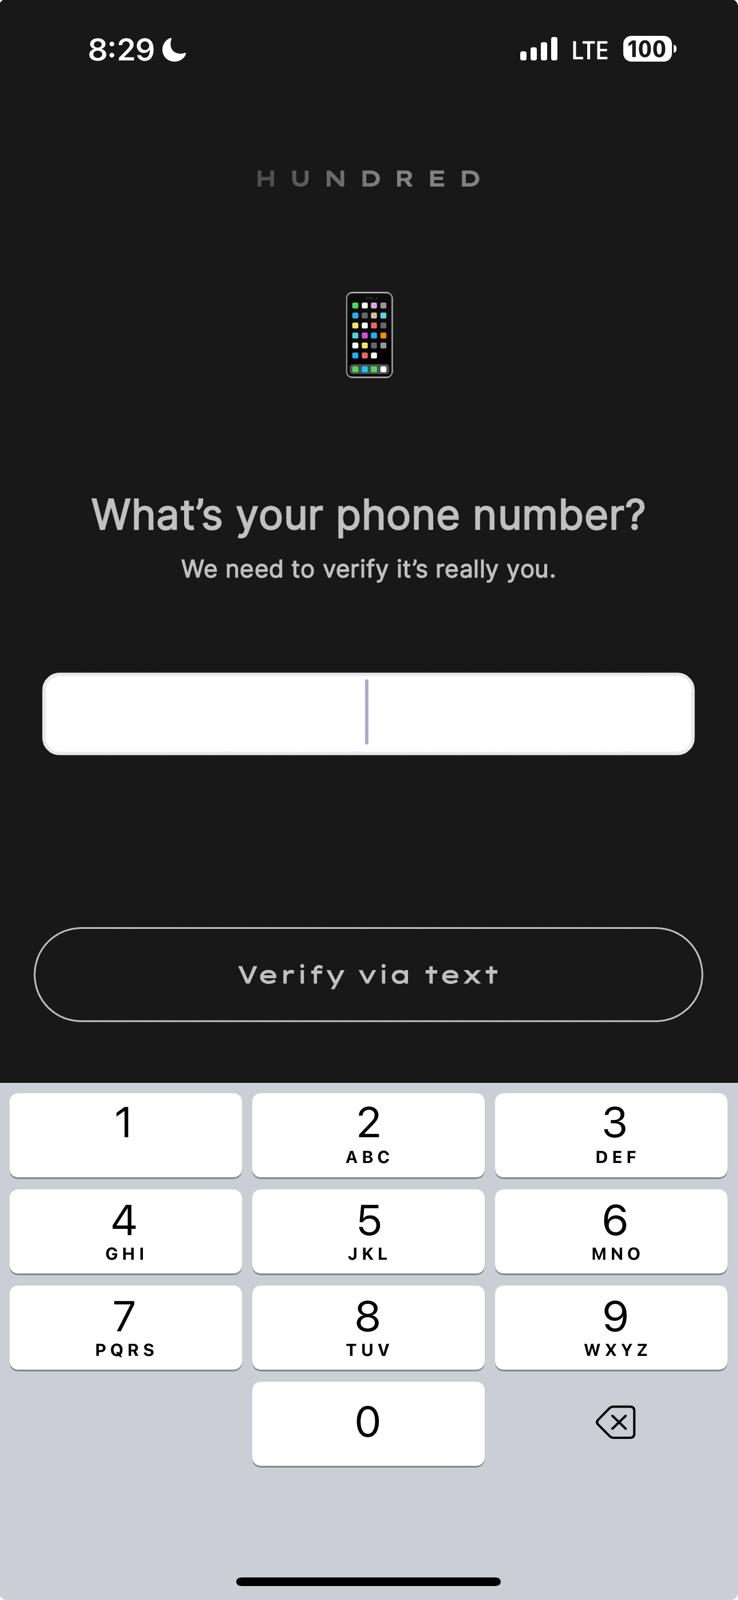 8:29 LTE 100
HUNDRED
What’s your phone number?
We need to verify it’s really you.
Verify via text
1 2 3
ABC DEF
4 5 6
GHI JKL MNO
7 8 9
PQRS TUV WXYZ
0